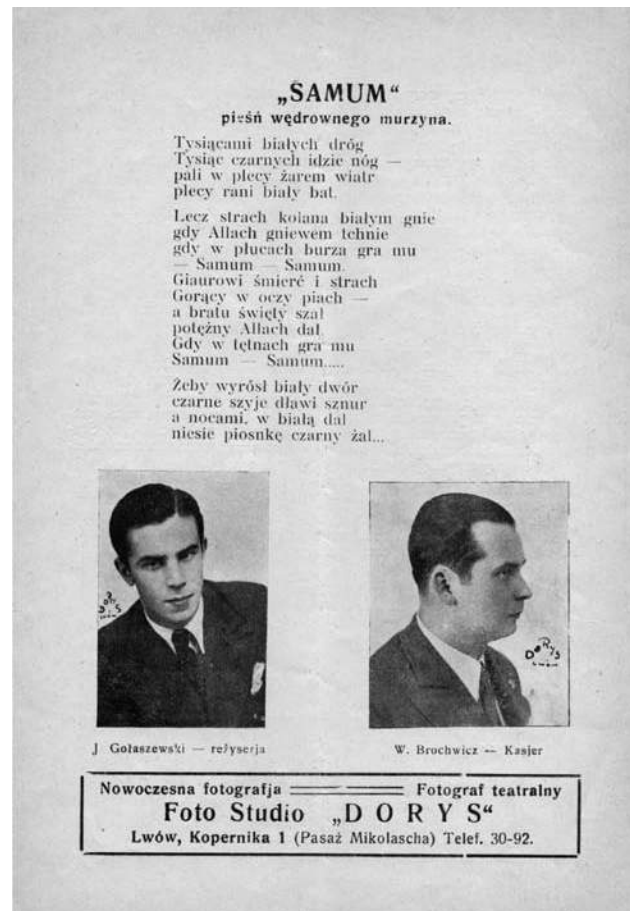 „SAMUM“
pieśń wędrownego murzyna.
Tysiącami białych dróg
Tysiąc czarnych idzie nóg —
pali w plecy żarem wiatr
plecy rani biały bat.
Lecz strach kolana białym gnie
gdy Allach gniewem tchnie
gdy w płucach burza gra mu
— Samum — Samum.
Giaurowi śmierć i strach
Gorący w oczy piach —
a bratu święty szał
potężny Allach dał.
Gdy w tętnach gra mu
Samum — Samum.....
Żeby wyrósł biały dwór
czarne szyje dławi sznur
a nocami, w białą dal
niesie piosnkę czarny żal...
Dorys
DoRyS
J Gołaszewski — reżyserja
W. Brochwicz — Kasjer
Nowoczesna fotografja Fotograf teatralny
Foto Studio „DORYS“
Lwów, Kopernika 1 (Pasaż Mikolascha) Telef. 30-92.